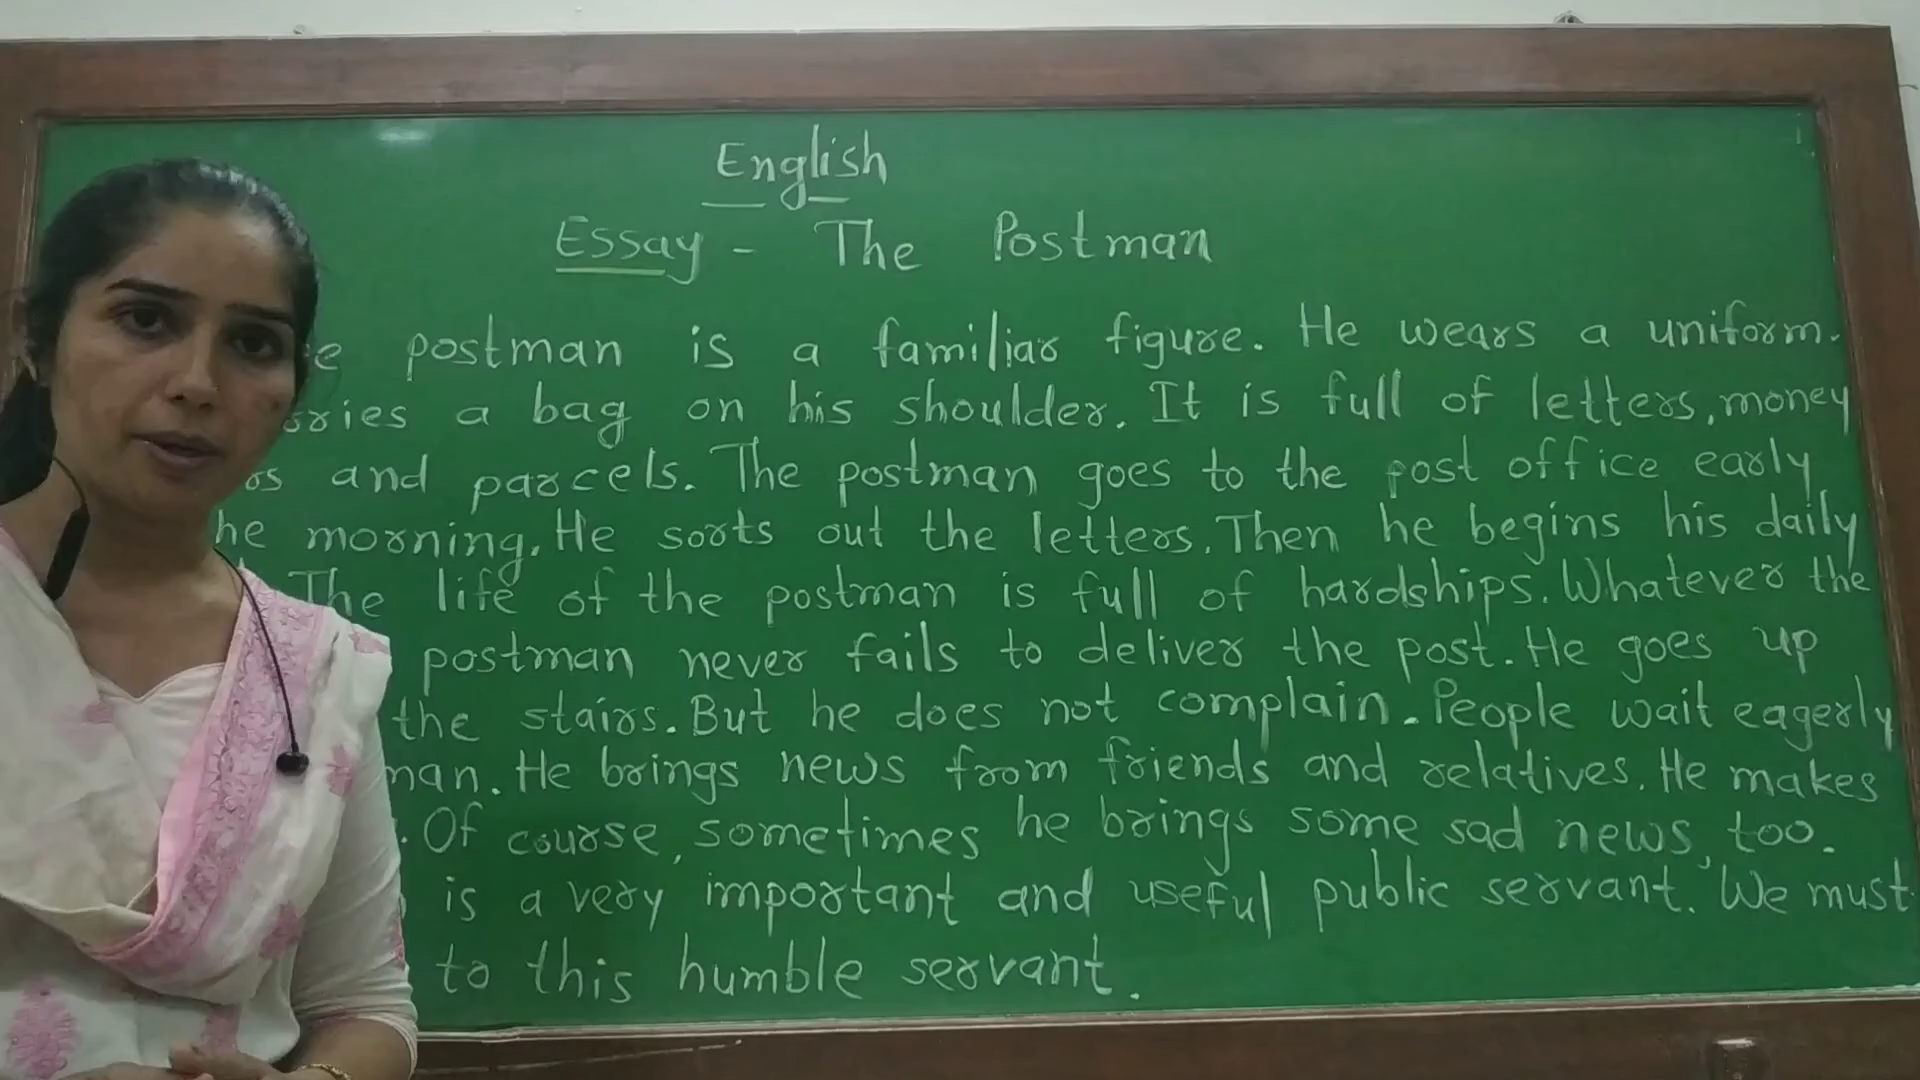 English
Essay - The Postman
postman is a familiar figure. He wears a uniform.
a bag on his shoulder. It is full of letters, money
and parcels. The postman goes to the post office early
morning. He sorts out the letters. Then he begins his daily
The life of the postman is full of hardships. Whatever the
postman never fails to deliver the post. He goes up
the stairs. But he does not complain. People wait eagerly
He brings news from friends and relatives. He makes
Of course, sometimes he brings some sad news, too.
is a very important and useful public servant. We must
to this humble servant.